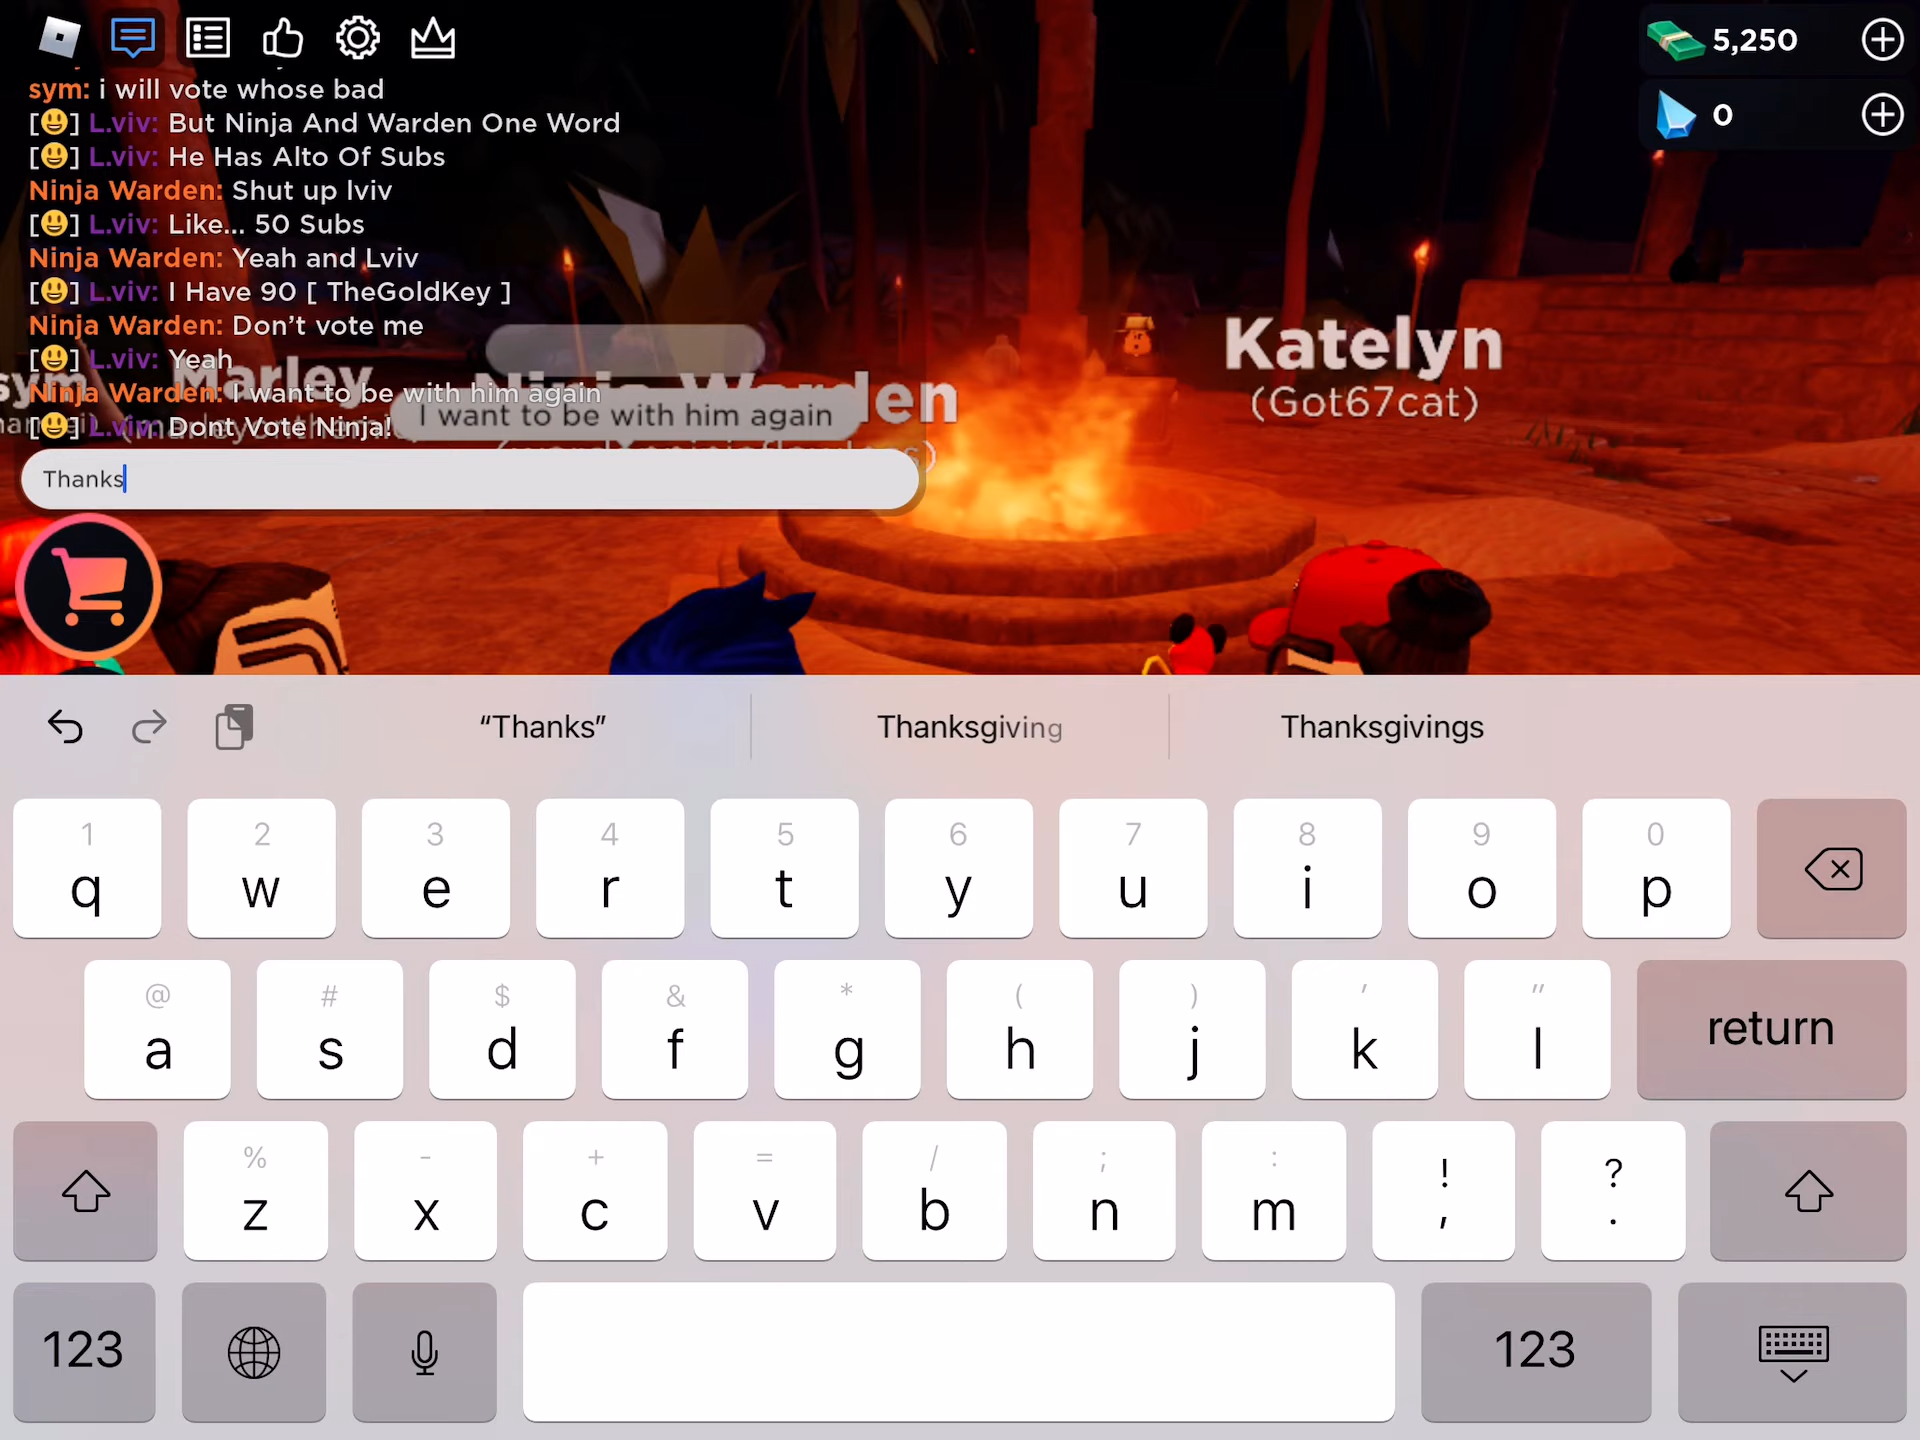 5,250
0
sym: i will vote whose bad
[😃] L.viv: But Ninja And Warden One Word
[😃] L.viv: He Has Alto Of Subs
Ninja Warden: Shut up lviv
[😃] L.viv: Like... 50 Subs
Ninja Warden: Yeah and Lviv
[😃] L.viv: I Have 90 [ TheGoldKey ]
Ninja Warden: Don't vote me
[😃] L.viv: Yeah
Ninja Warden: I want to be with him again
[😃] L.viv: Dont Vote Ninja!
sym
Marley
Ninja Warden
I want to be with him again
Katelyn
(Got67cat)
Thanks
“Thanks” Thanksgiving Thanksgivings
1 2 3 4 5 6 7 8 9 0
q w e r t y u i o p
@ # $ & * ( ) ' "
a s d f g h j k l return
% - + = / ; : ! ?
z x c v b n m , .
123 123